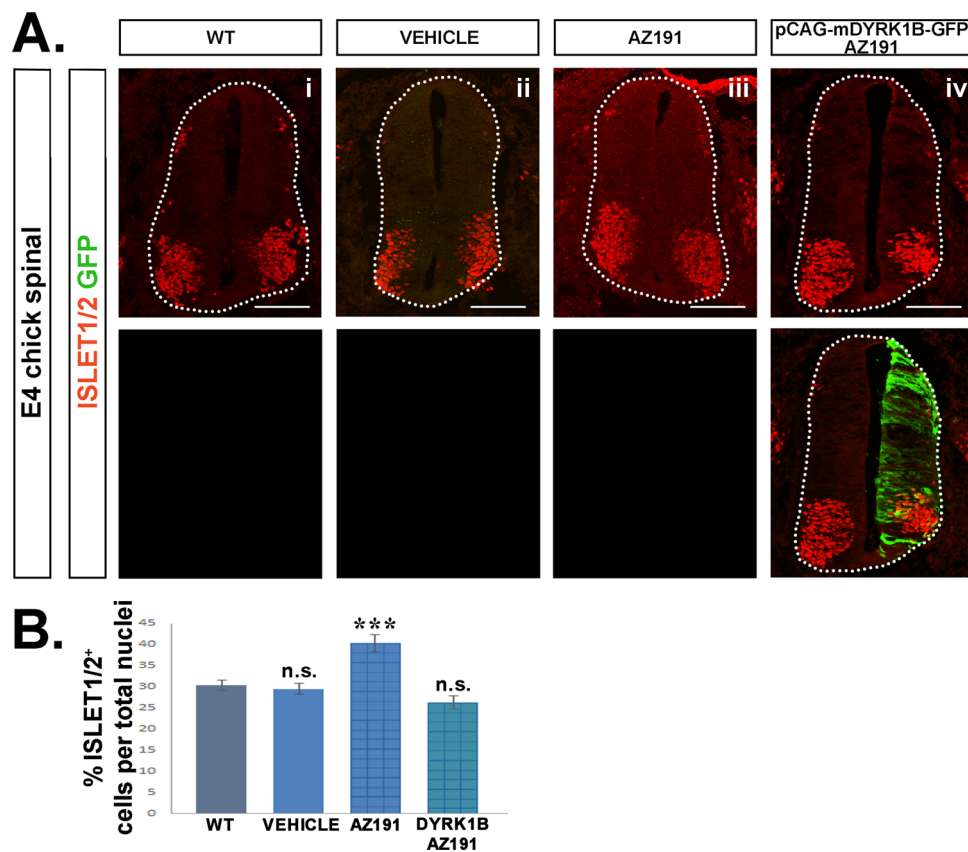 A.
WT
VEHICLE
AZ191
pCAG-mDYRK1B-GFP
AZ191
E4 chick spinal
ISLET1/2 GFP
i
ii
iii
iv
B.
% ISLET1/2+
cells per total nuclei
45
40
35
30
25
20
15
10
5
0
n.s.
***
n.s.
WT
VEHICLE
AZ191
DYRK1B
AZ191